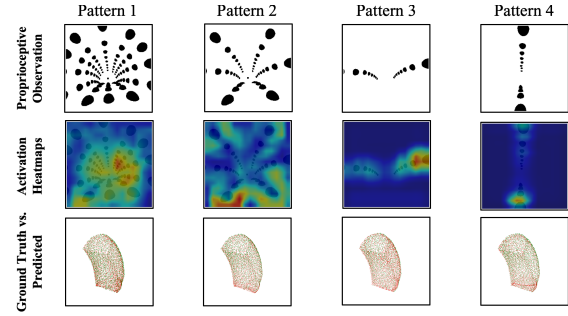 Pattern 1 Pattern 2 Pattern 3 Pattern 4
Proprioceptive
Observation
Activation
Heatmaps
Ground Truth vs.
Predicted